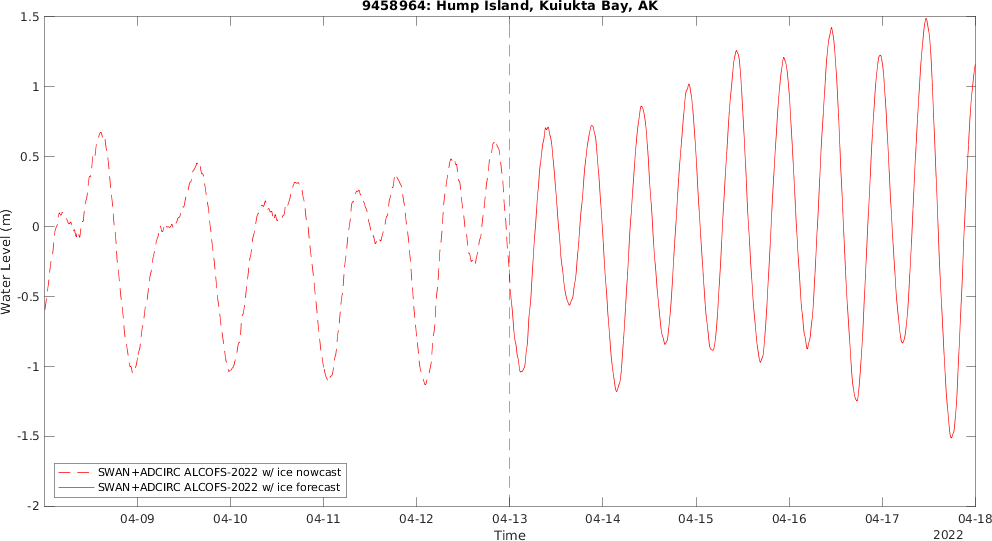 9458964: Hump Island, Kuiukta Bay, AK
1.5
1
0.5
0
-0.5
-1
-1.5
-2
Water Level (m)
SWAN+ADCIRC ALCOFS-2022 w/ ice nowcast
SWAN+ADCIRC ALCOFS-2022 w/ ice forecast
04-09 04-10 04-11 04-12 04-13 04-14 04-15 04-16 04-17 04-18
Time
2022